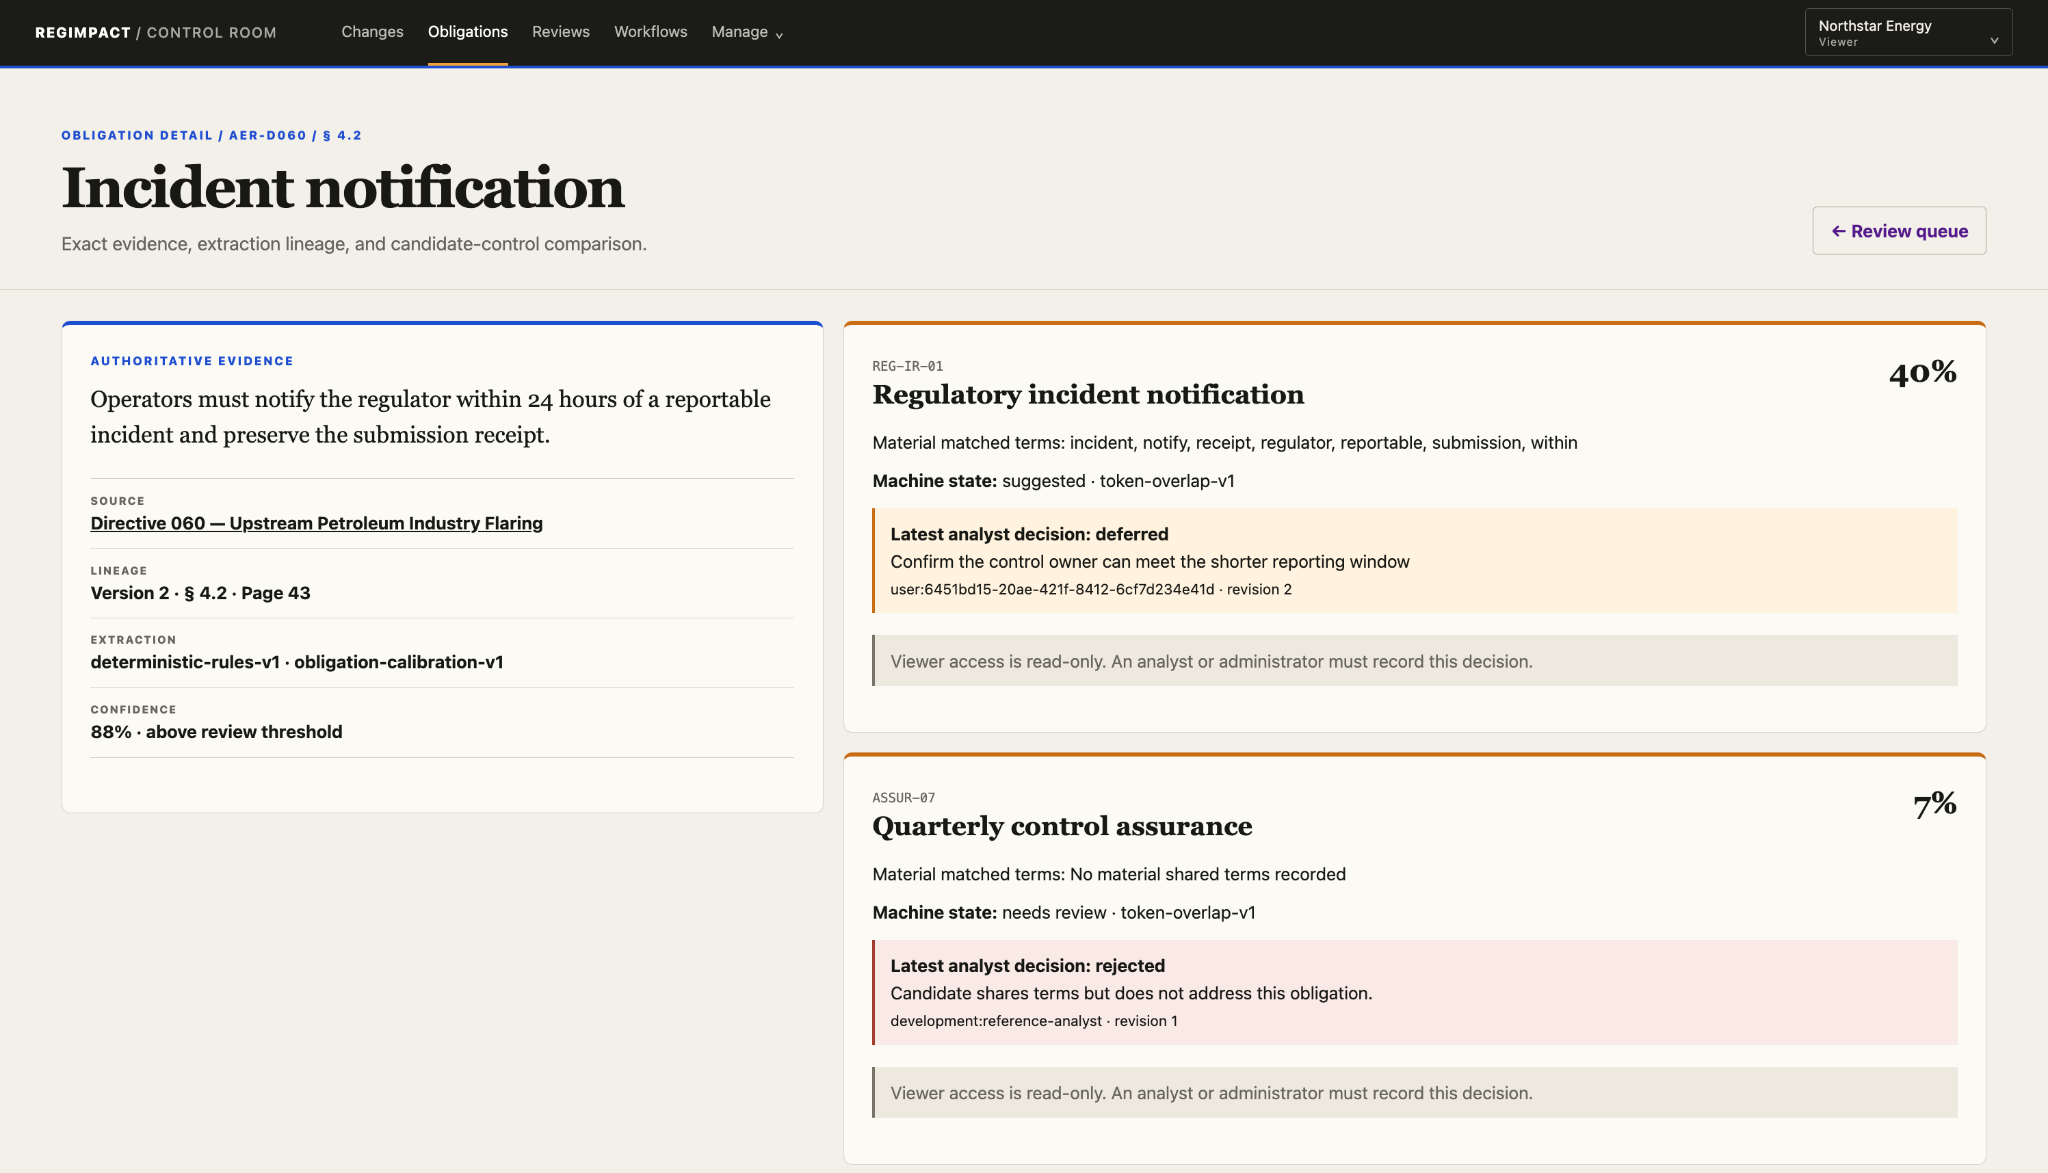 REGIMPACT / CONTROL ROOM
Changes
Obligations
Reviews
Workflows
Manage
Northstar Energy
Viewer
OBLIGATION DETAIL / AER-D060 / § 4.2
Incident notification
Exact evidence, extraction lineage, and candidate-control comparison.
← Review queue
AUTHORITATIVE EVIDENCE
Operators must notify the regulator within 24 hours of a reportable
incident and preserve the submission receipt.
SOURCE
Directive 060 — Upstream Petroleum Industry Flaring
LINEAGE
Version 2 · § 4.2 · Page 43
EXTRACTION
deterministic-rules-v1 · obligation-calibration-v1
CONFIDENCE
88% · above review threshold
REG-IR-01
Regulatory incident notification
40%
Material matched terms: incident, notify, receipt, regulator, reportable, submission, within
Machine state: suggested · token-overlap-v1
Latest analyst decision: deferred
Confirm the control owner can meet the shorter reporting window
user:6451bd15-20ae-421f-8412-6cf7d234e41d · revision 2
Viewer access is read-only. An analyst or administrator must record this decision.
ASSUR-07
Quarterly control assurance
7%
Material matched terms: No material shared terms recorded
Machine state: needs review · token-overlap-v1
Latest analyst decision: rejected
Candidate shares terms but does not address this obligation.
development:reference-analyst · revision 1
Viewer access is read-only. An analyst or administrator must record this decision.